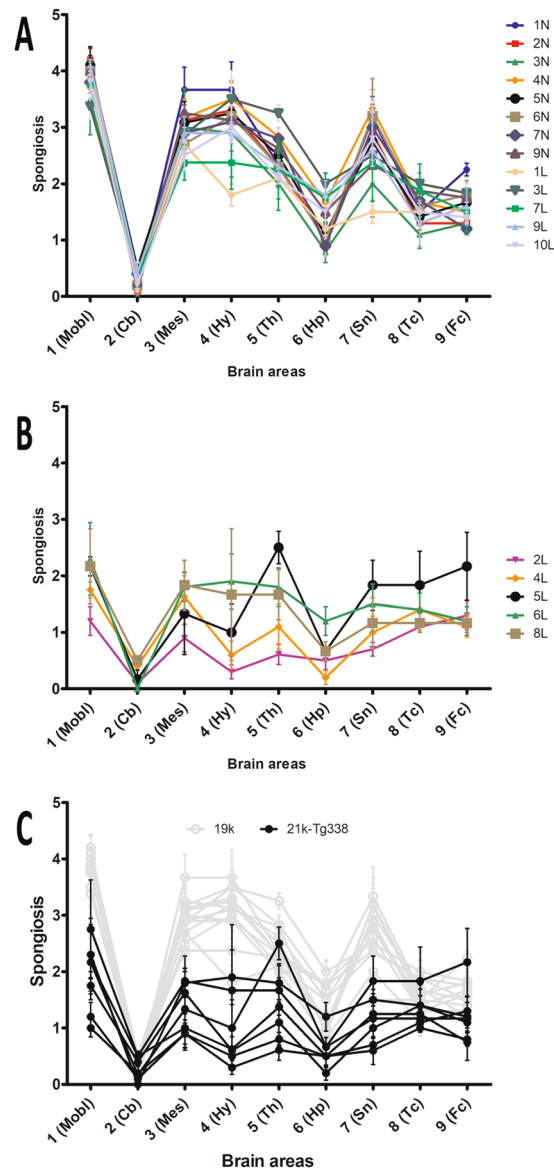 A
5
4
3
2
1
0
Spongiosis
1 (Mobl)
2 (Cb)
3 (Mes)
4 (Hy)
5 (Th)
6 (Hp)
7 (Sn)
8 (Tc)
9 (Fc)
Brain areas
1N
2N
3N
4N
5N
6N
7N
9N
1L
3L
7L
9L
10L
B
5
4
3
2
1
0
Spongiosis
1 (Mobl)
2 (Cb)
3 (Mes)
4 (Hy)
5 (Th)
6 (Hp)
7 (Sn)
8 (Tc)
9 (Fc)
Brain areas
2L
4L
5L
6L
8L
C
19k
21k-Tg338
5
4
3
2
1
0
Spongiosis
1 (Mobl)
2 (Cb)
3 (Mes)
4 (Hy)
5 (Th)
6 (Hp)
7 (Sn)
8 (Tc)
9 (Fc)
Brain areas